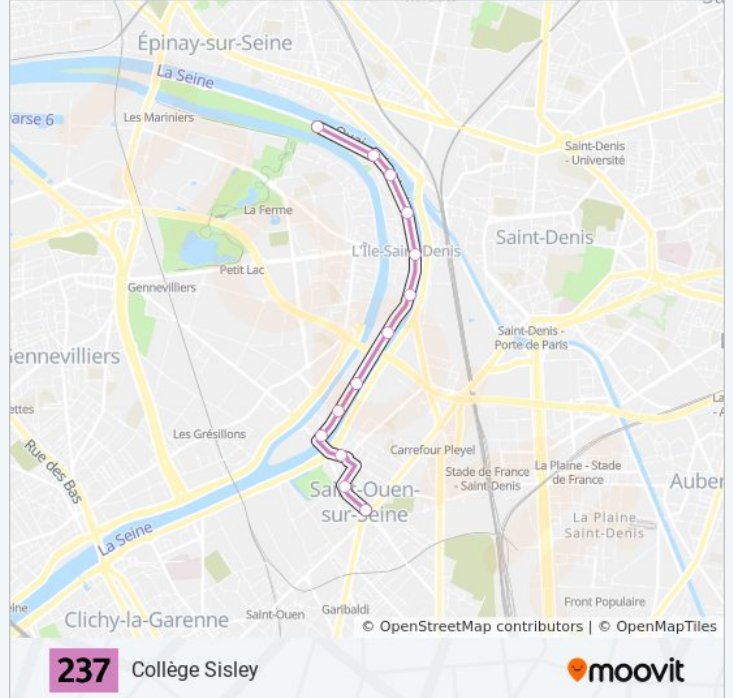 Épinay-sur-Seine
La Seine
arse 6
Les Mariniers
Quai
Saint-Denis
- Université
La Ferme
L'Île-Saint-Denis
Saint-Denis
Petit Lac
Gennevilliers
Saint-Denis -
Porte de Paris
Gennevilliers
ettes
Les Grésillons
Carrefour Pleyel
Rue des Bas
Stade de France
- Saint-Denis
La Plaine - Stade
de France
Auber
Saint-Ouen-
sur-Seine
La Plaine
Saint-Denis
La Seine
Front Populaire
Saint-Ouen
Garibaldi
Clichy-la-Garenne
© OpenStreetMap contributors | © OpenMapTiles
237 Collège Sisley
moovit